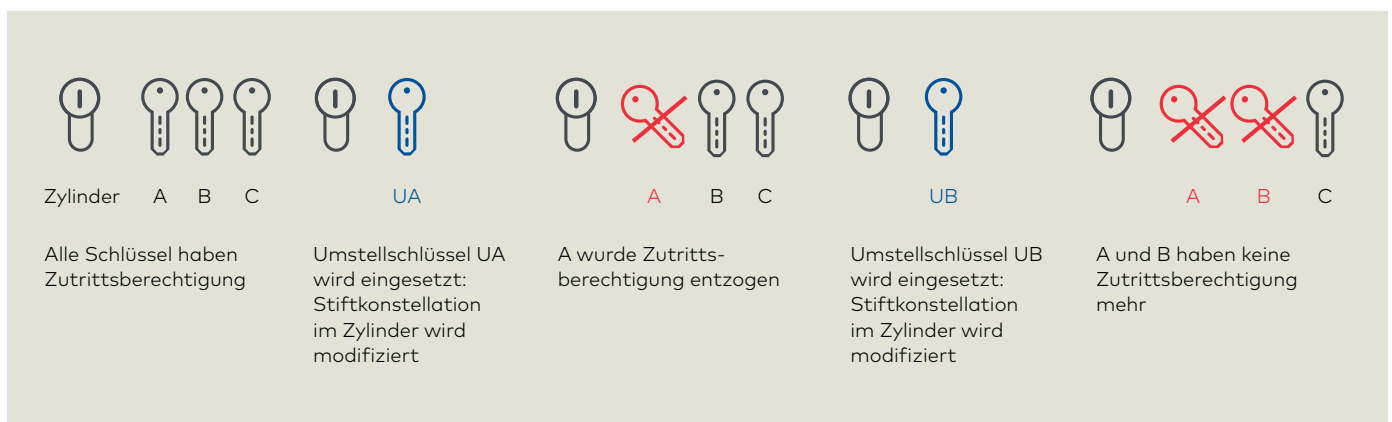 Zylinder A B C
Alle Schlüssel haben
Zutrittsberechtigung
UA
Umstellschlüssel UA
wird eingesetzt:
Stiftkonstellation
im Zylinder wird
modifiziert
A B C
A wurde Zutritts-
berechtigung entzogen
UB
Umstellschlüssel UB
wird eingesetzt:
Stiftkonstellation
im Zylinder wird
modifiziert
A B C
A und B haben keine
Zutrittsberechtigung
mehr